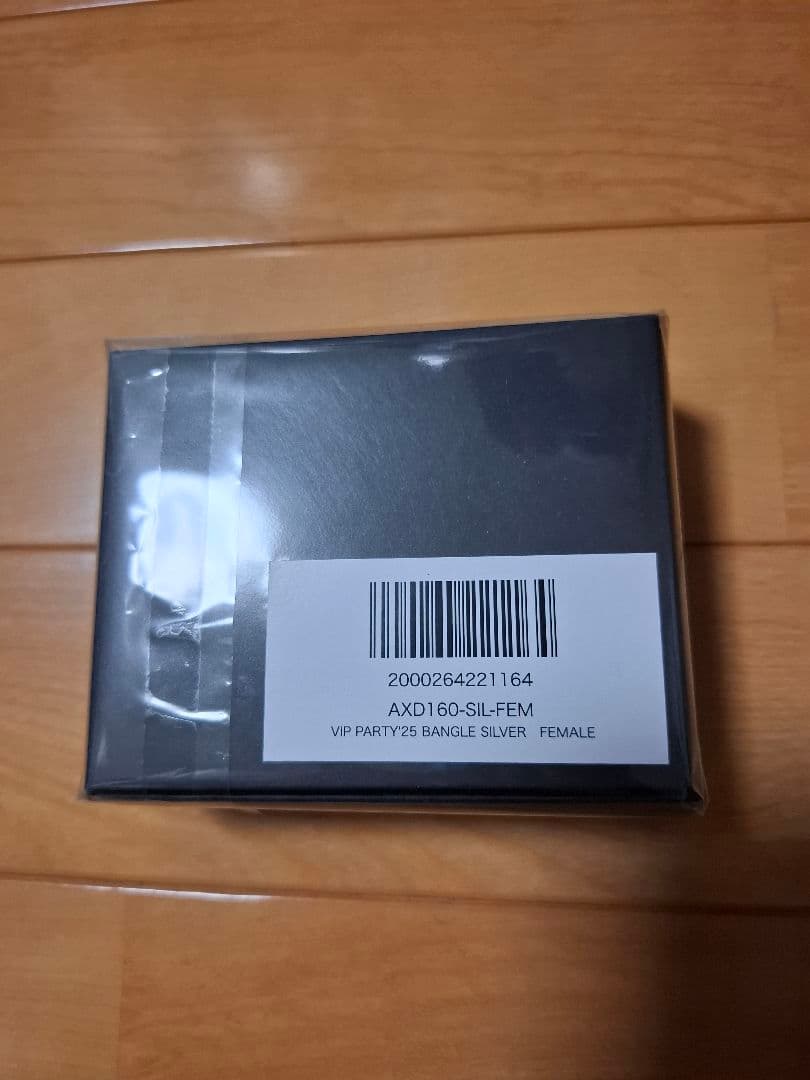 2000264221164
AXD160-SIL-FEM
VIP PARTY'25 BANGLE SILVER FEMALE